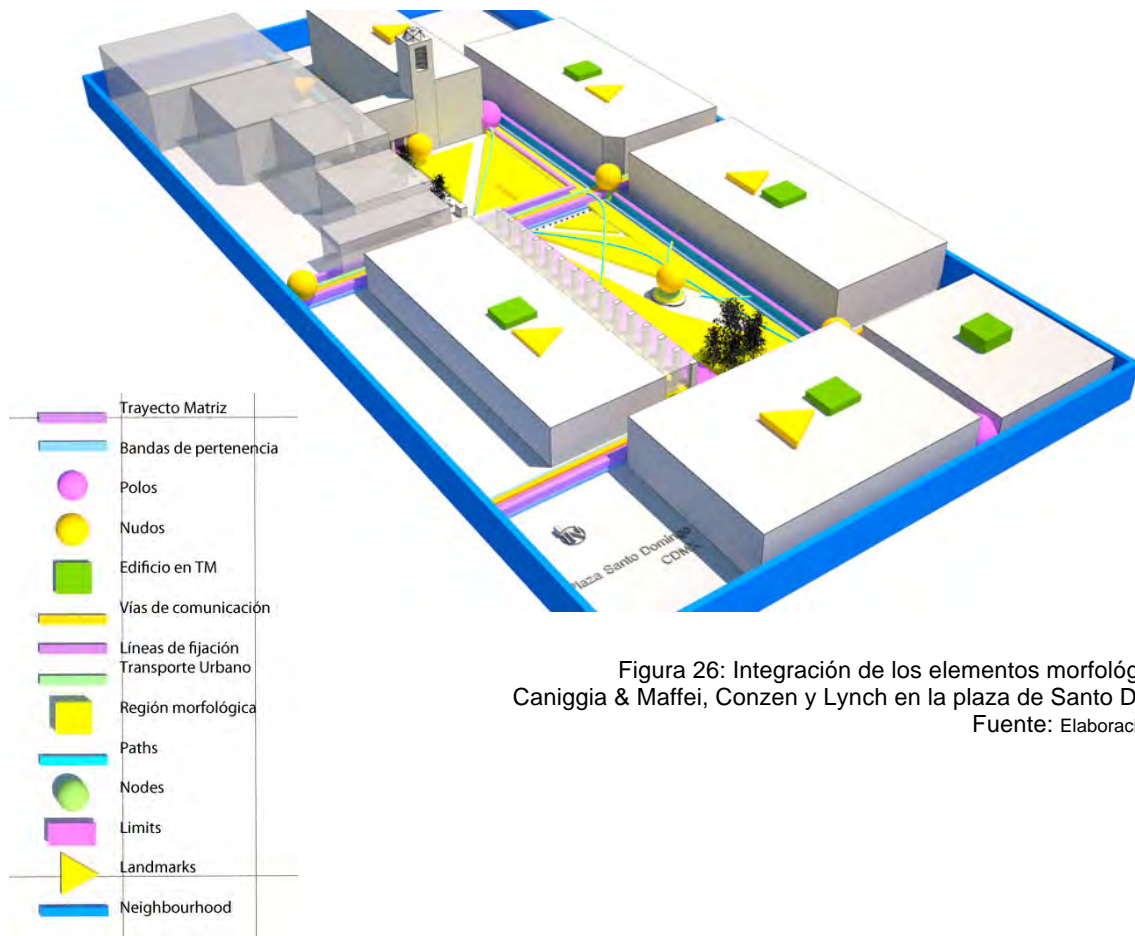 Plaza Santo Domingo
CDMX
Trayecto Matriz
Bandas de pertenencia
Polos
Nudos
Edificio en TM
Vías de comunicación
Líneas de fijación
Transporte Urbano
Región morfológica
Paths
Nodes
Limits
Landmarks
Neighbourhood
Figura 26: Integración de los elementos morfológ
Caniggia & Maffei, Conzen y Lynch en la plaza de Santo D
Fuente: Elaboraci